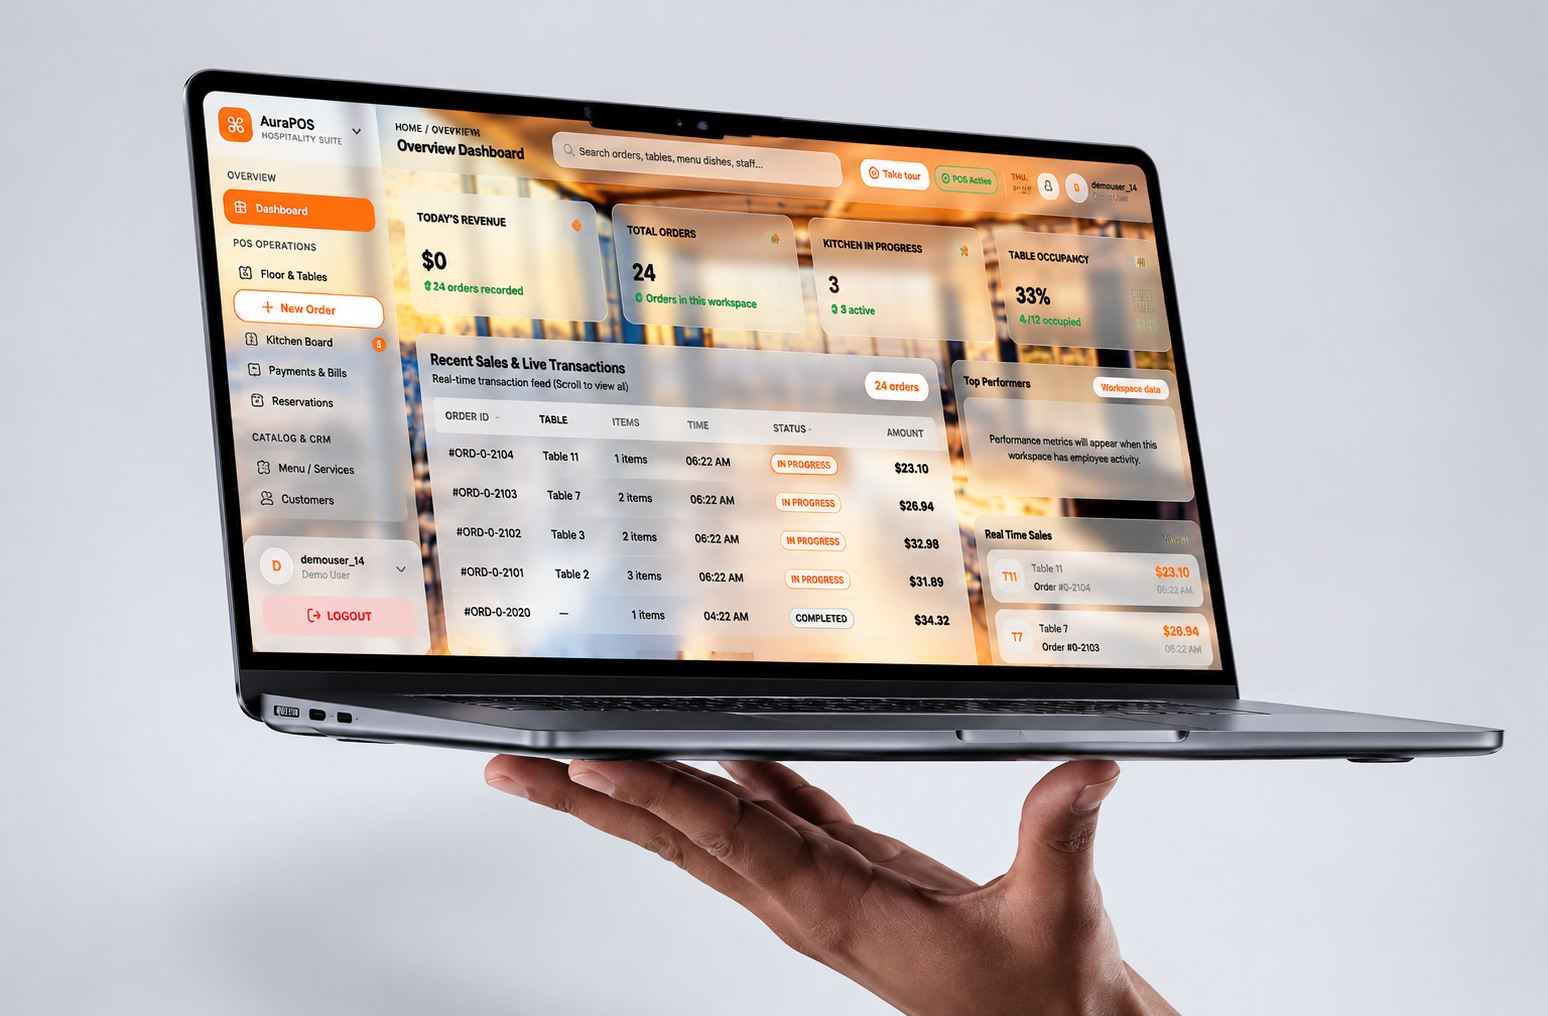 AuraPOS
HOSPITALITY SUITE
OVERVIEW
Dashboard
POS OPERATIONS
Floor & Tables
+ New Order
Kitchen Board
Payments & Bills
Reservations
CATALOG & CRM
Menu / Services
Customers
D
demouser_14
Demo User
LOGOUT
HOME /
Overview Dashboard
Search orders, tables, menu dishes, staff...
Take tour
POS Active
THU,
D
demouser_14
Demo User
TODAY'S REVENUE
$0
24 orders recorded
TOTAL ORDERS
24
Orders in this workspace
KITCHEN IN PROGRESS
3
3 active
TABLE OCCUPANCY
33%
4/12 occupied
Recent Sales & Live Transactions
Real-time transaction feed (Scroll to view al)
24 orders
ORDER ID TABLE ITEMS TIME STATUS AMOUNT
#ORD-0-2104 Table 11 1 items 06:22 AM IN PROGRESS $23.10
#ORD-0-2103 Table 7 2 items 06:22 AM IN PROGRESS $26.94
#ORD-0-2102 Table 3 2 items 06:22 AM IN PROGRESS $32.98
#ORD-0-2101 Table 2 3 items 06:22 AM IN PROGRESS $31.89
#ORD-0-2020 — 1 items 04:22 AM COMPLETED $34.32
Top Performers
Workspace data
Performance metrics will appear when this
workspace has employee activity.
Real Time Sales
T11
Table 11
$23.10
Order #0-2104
06:22 AM
T7
Table 7
$26.94
Order #0-2103
06:22 AM